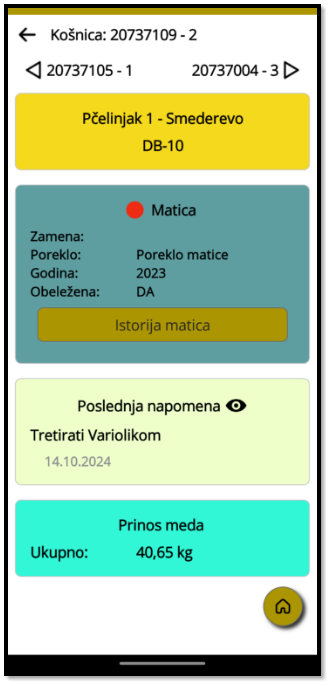 Košnica: 20737109 - 2
20737105 - 1 20737004 - 3
Pčelinjak 1 - Smederevo
DB-10
Matica
Zamena:
Poreklo: Poreklo matice
Godina: 2023
Obeležena: DA
Istorija matica
Poslednja napomena
Tretirati Variolikom
14.10.2024
Prinos meda
Ukupno: 40,65 kg